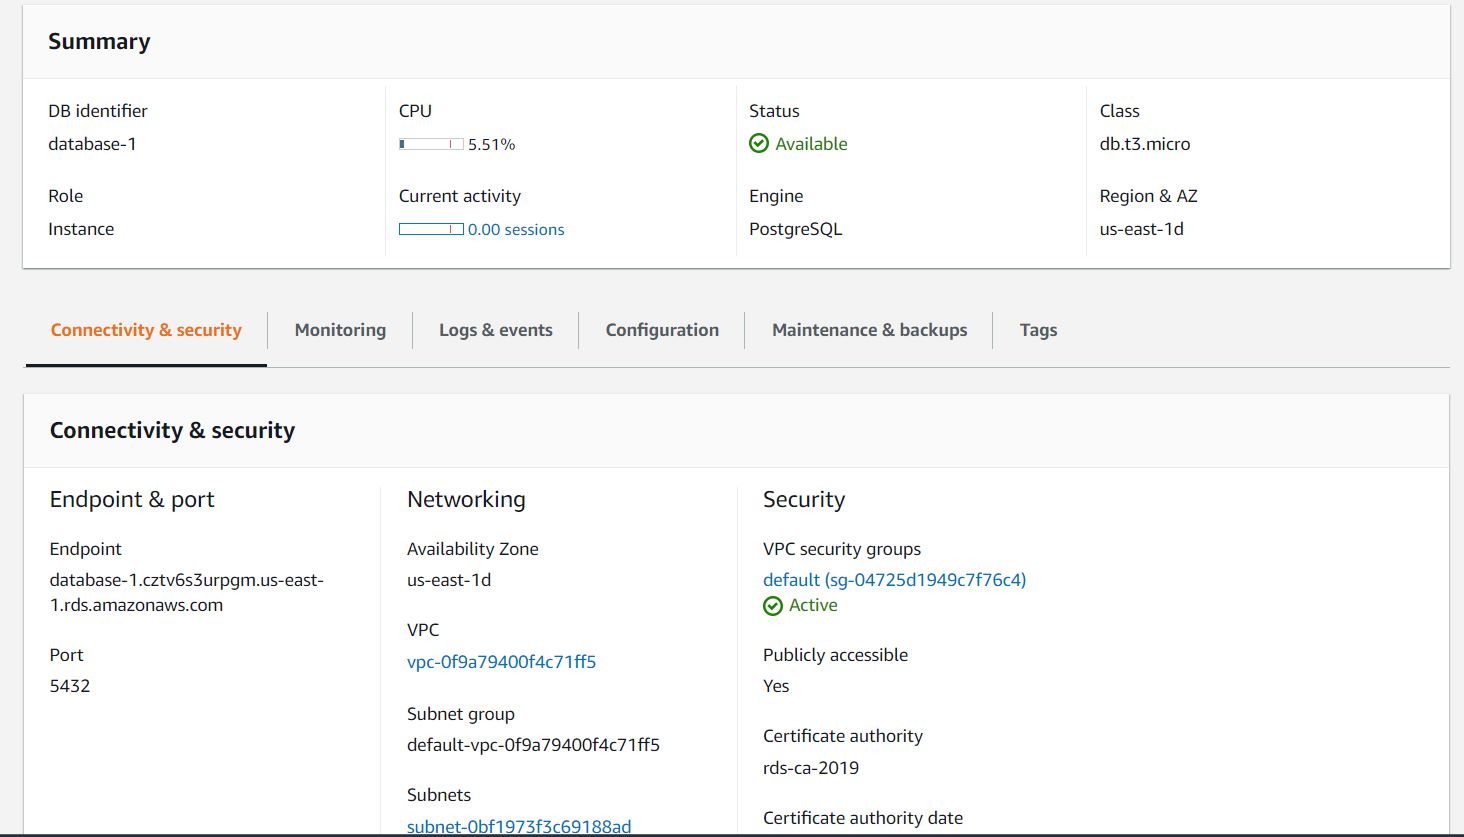 Summary
DB identifier
database-1
CPU
5.51%
Status
Available
Class
db.t3.micro
Role
Instance
Current activity
0.00 sessions
Engine
PostgreSQL
Region & AZ
us-east-1d
Connectivity & security
Monitoring
Logs & events
Configuration
Maintenance & backups
Tags
Connectivity & security
Endpoint & port
Endpoint
database-1.cztv6s3urpgm.us-east-
1.rds.amazonaws.com
Port
5432
Networking
Availability Zone
us-east-1d
VPC
vpc-0f9a79400f4c71ff5
Subnet group
default-vpc-0f9a79400f4c71ff5
Subnets
subnet-0bf1973f3c69188ad
Security
VPC security groups
default (sg-04725d1949c7f76c4)
Active
Publicly accessible
Yes
Certificate authority
rds-ca-2019
Certificate authority date